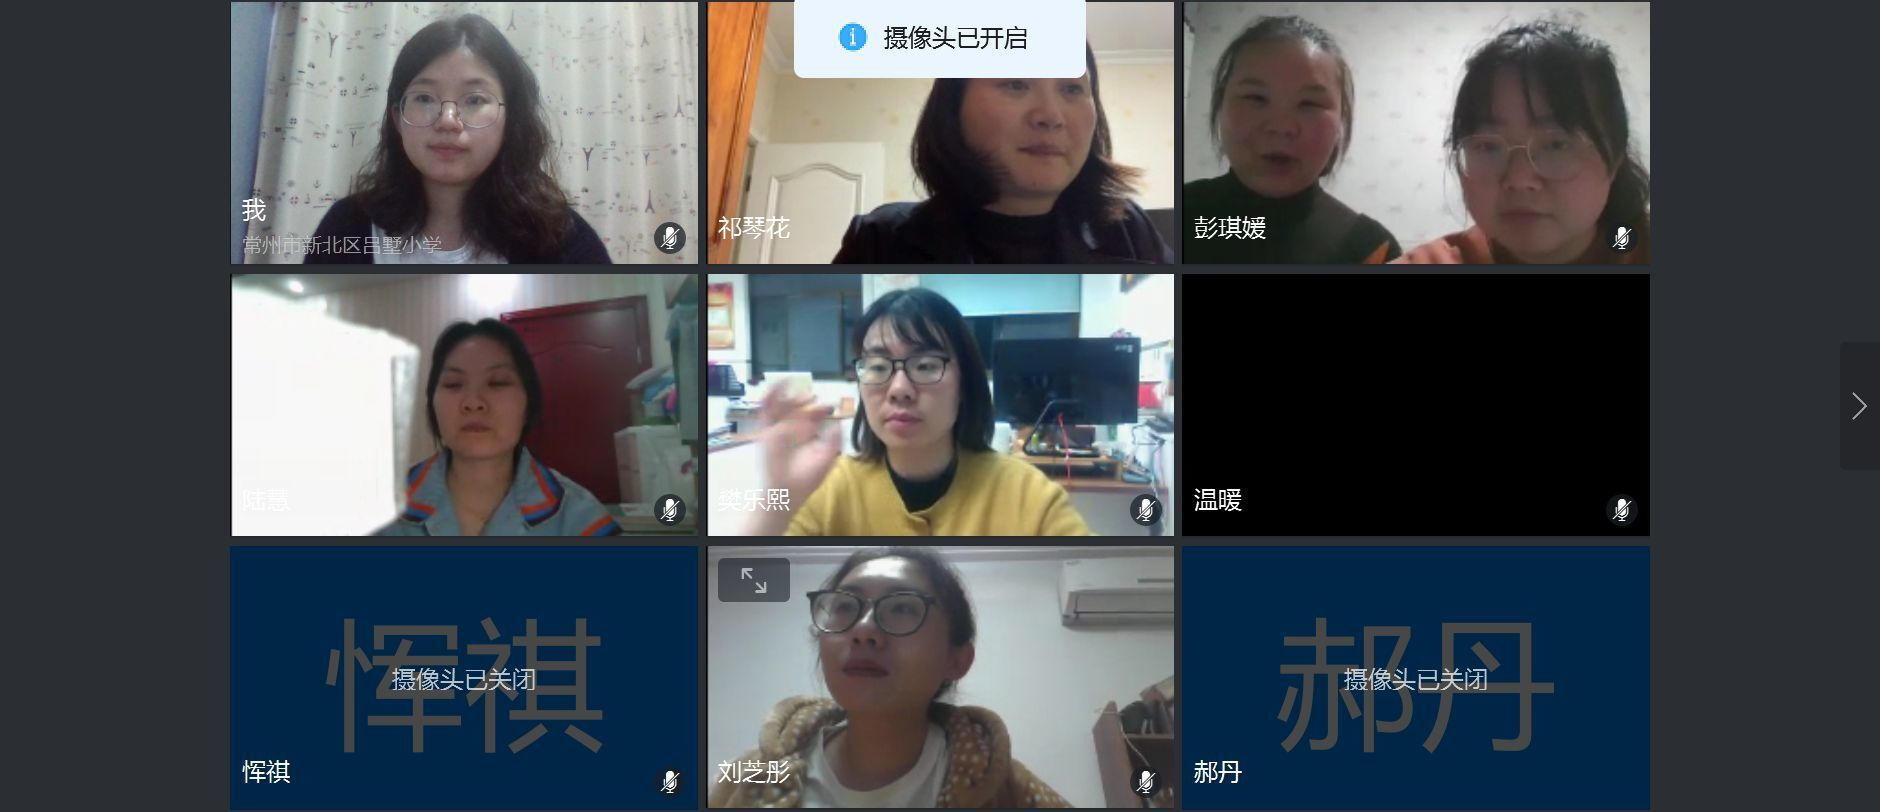 摄像头已开启
我
常州市新北区吕墅小学
祁琴花
彭琪媛
陆慧
樊乐熙
温暖
恽祺
摄像头已关闭
恽祺
刘芝彤
郝丹
摄像头已关闭
郝丹